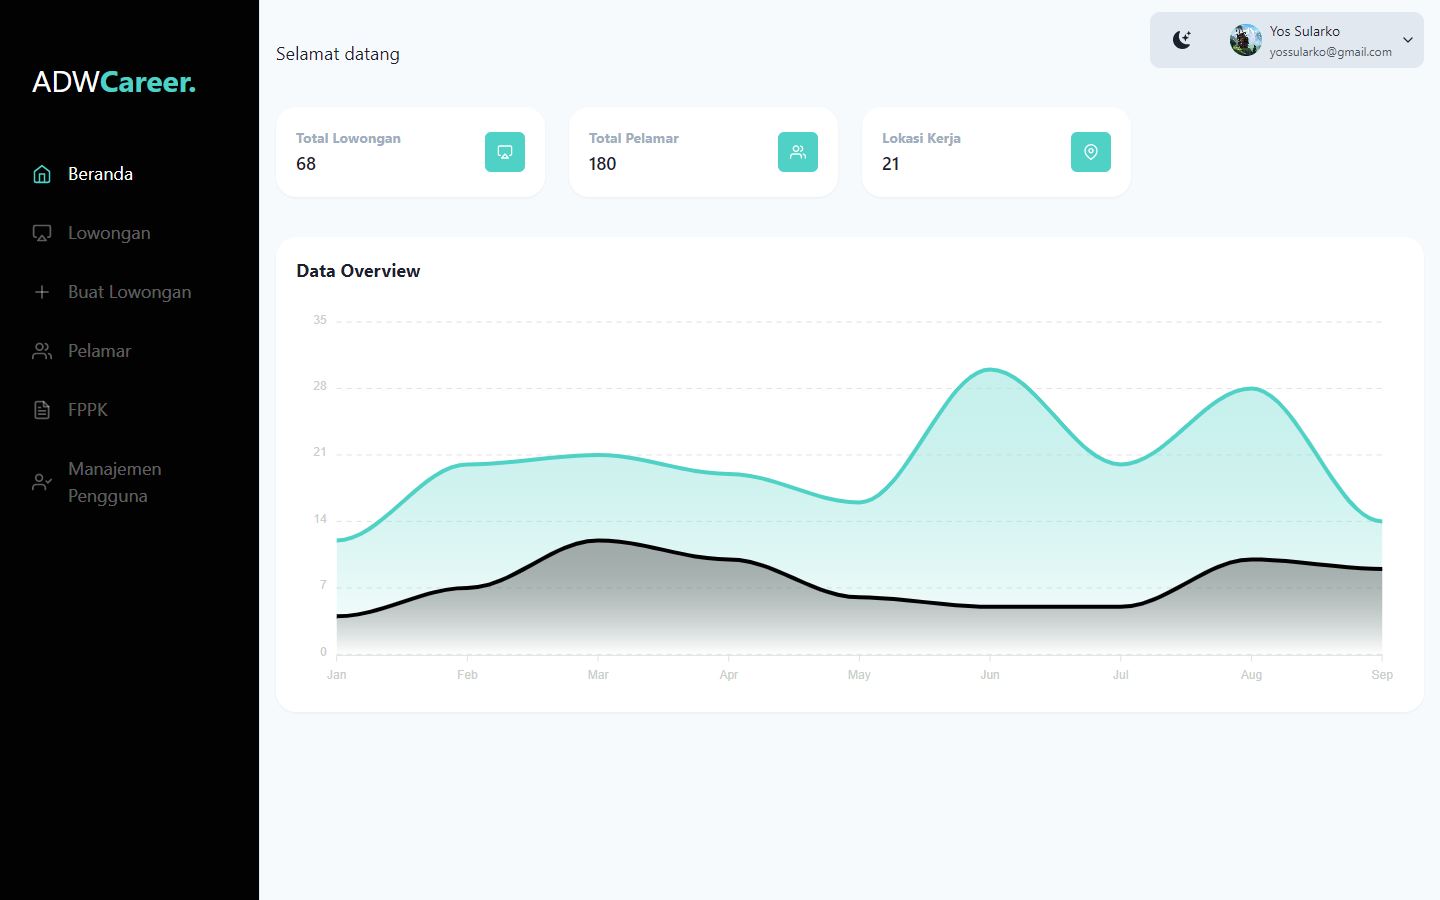 ADWCareer.
Beranda
Lowongan
Buat Lowongan
Pelamar
FPPK
Manajemen
Pengguna
Selamat datang
Yos Sularko
yossularko@gmail.com
Total Lowongan
68
Total Pelamar
180
Lokasi Kerja
21
Data Overview
35
28
21
14
7
0
Jan Feb Mar Apr May Jun Jul Aug Sep